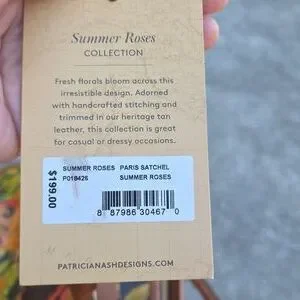 Summer Roses
COLLECTION
Fresh florals bloom across this
irresistible design. Adorned
with handcrafted stitching and
trimmed in our heritage tan
leather, this collection is great
for casual or dressy occasions.
$199.00
SUMMER ROSES PARIS SATCHEL
P018426 SUMMER ROSES
8 87986 30467 0
PATRICIANASHDESIGNS.COM